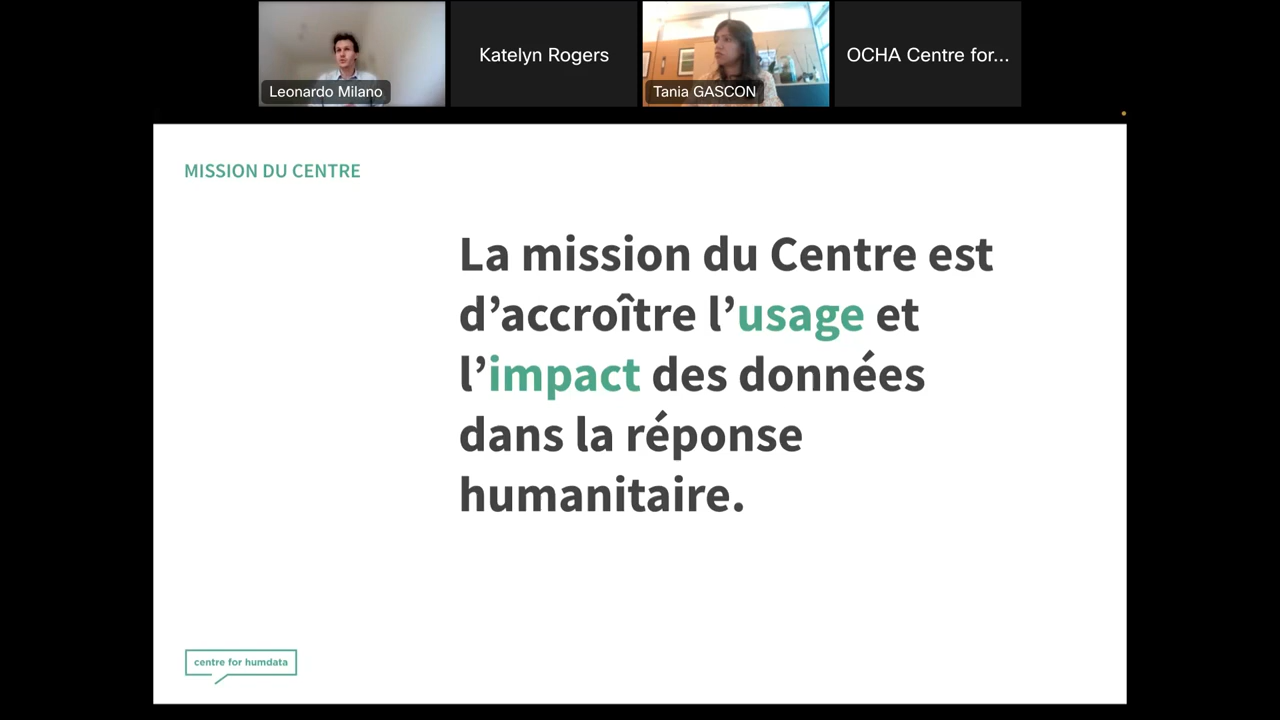 Leonardo Milano
Katelyn Rogers
Tania GASCON
OCHA Centre for...
MISSION DU CENTRE
La mission du Centre est
d’accroître l’usage et
l’impact des données
dans la réponse
humanitaire.
centre for humdata